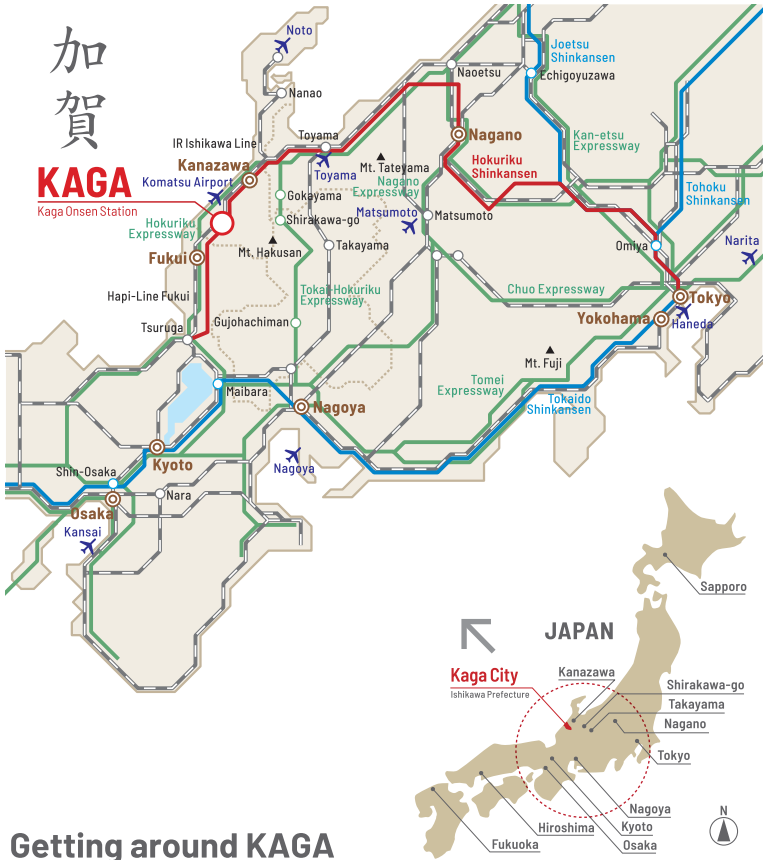 加
賀
KAGA
Kaga Onsen Station
Noto
Nanao
IR Ishikawa Line
Toyama
Kanazawa
Komatsu Airport
Toyama
Hokuriku
Expressway
Gokayama
Shirakawa-go
Mt. Hakusan
Takayama
Fukui
Hapi-Line Fukui
Tsuruga
Gujohachiman
Tokai-Hokuriku
Expressway
Naoetsu
Joetsu
Shinkansen
Echigoyuzawa
Nagano
Mt. Tateyama
Nagano
Expressway
Hokuriku
Shinkansen
Kan-etsu
Expressway
Matsumoto
Matsumoto
Tohoku
Shinkansen
Omiya
Narita
Chuo Expressway
Tokyo
Yokohama
Haneda
Mt. Fuji
Tomei
Expressway
Tokaido
Shinkansen
Maibara
Nagoya
Nagoya
Kyoto
Shin-Osaka
Nara
Osaka
Kansai
JAPAN
Sapporo
Kaga City
Ishikawa Prefecture
Kanazawa
Shirakawa-go
Takayama
Nagano
Tokyo
Nagoya
Kyoto
Osaka
Hiroshima
Fukuoka
N
Getting around KAGA